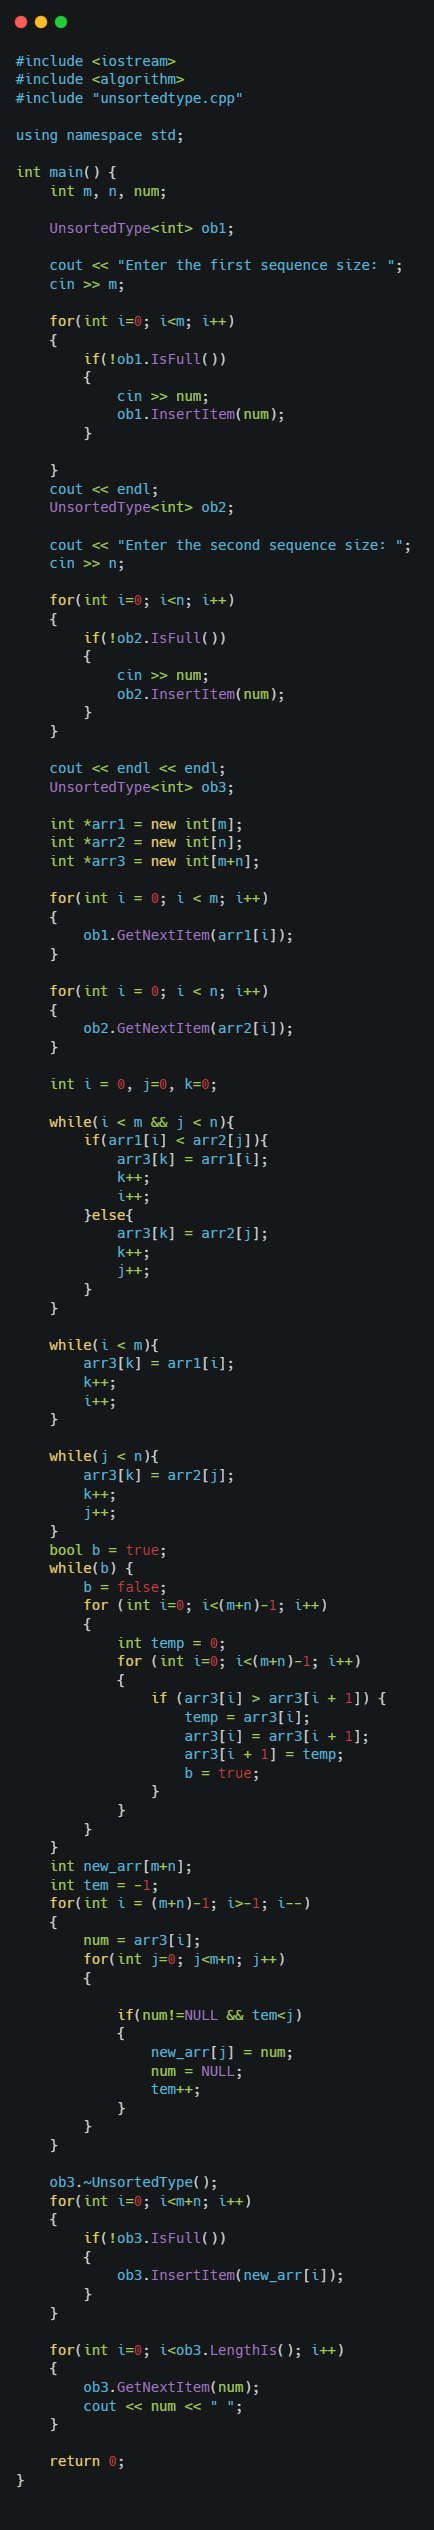 #include <iostream>
#include <algorithm>
#include "unsortedtype.cpp"

using namespace std;

int main() {
    int m, n, num;

    UnsortedType<int> ob1;

    cout << "Enter the first sequence size: ";
    cin >> m;

    for(int i=0; i<m; i++)
    {
        if(!ob1.IsFull())
        {
            cin >> num;
            ob1.InsertItem(num);
        }

    }
    cout << endl;
    UnsortedType<int> ob2;

    cout << "Enter the second sequence size: ";
    cin >> n;

    for(int i=0; i<n; i++)
    {
        if(!ob2.IsFull())
        {
            cin >> num;
            ob2.InsertItem(num);
        }
    }

    cout << endl << endl;
    UnsortedType<int> ob3;

    int *arr1 = new int[m];
    int *arr2 = new int[n];
    int *arr3 = new int[m+n];

    for(int i = 0; i < m; i++)
    {
        ob1.GetNextItem(arr1[i]);
    }

    for(int i = 0; i < n; i++)
    {
        ob2.GetNextItem(arr2[i]);
    }

    int i = 0, j=0, k=0;

    while(i < m && j < n){
        if(arr1[i] < arr2[j]){
            arr3[k] = arr1[i];
            k++;
            i++;
        }else{
            arr3[k] = arr2[j];
            k++;
            j++;
        }
    }

    while(i < m){
        arr3[k] = arr1[i];
        k++;
        i++;
    }

    while(j < n){
        arr3[k] = arr2[j];
        k++;
        j++;
    }
    bool b = true;
    while(b) {
        b = false;
        for (int i=0; i<(m+n)-1; i++)
        {
            int temp = 0;
            for (int i=0; i<(m+n)-1; i++)
            {
                if (arr3[i] > arr3[i + 1]) {
                    temp = arr3[i];
                    arr3[i] = arr3[i + 1];
                    arr3[i + 1] = temp;
                    b = true;
                }
            }
        }
    }
    int new_arr[m+n];
    int tem = -1;
    for(int i = (m+n)-1; i>-1; i--)
    {
        num = arr3[i];
        for(int j=0; j<m+n; j++)
        {

            if(num!=NULL && tem<j)
            {
                new_arr[j] = num;
                num = NULL;
                tem++;
            }
        }
    }

    ob3.~UnsortedType();
    for(int i=0; i<m+n; i++)
    {
        if(!ob3.IsFull())
        {
            ob3.InsertItem(new_arr[i]);
        }
    }

    for(int i=0; i<ob3.LengthIs(); i++)
    {
        ob3.GetNextItem(num);
        cout << num << " ";
    }

    return 0;
}